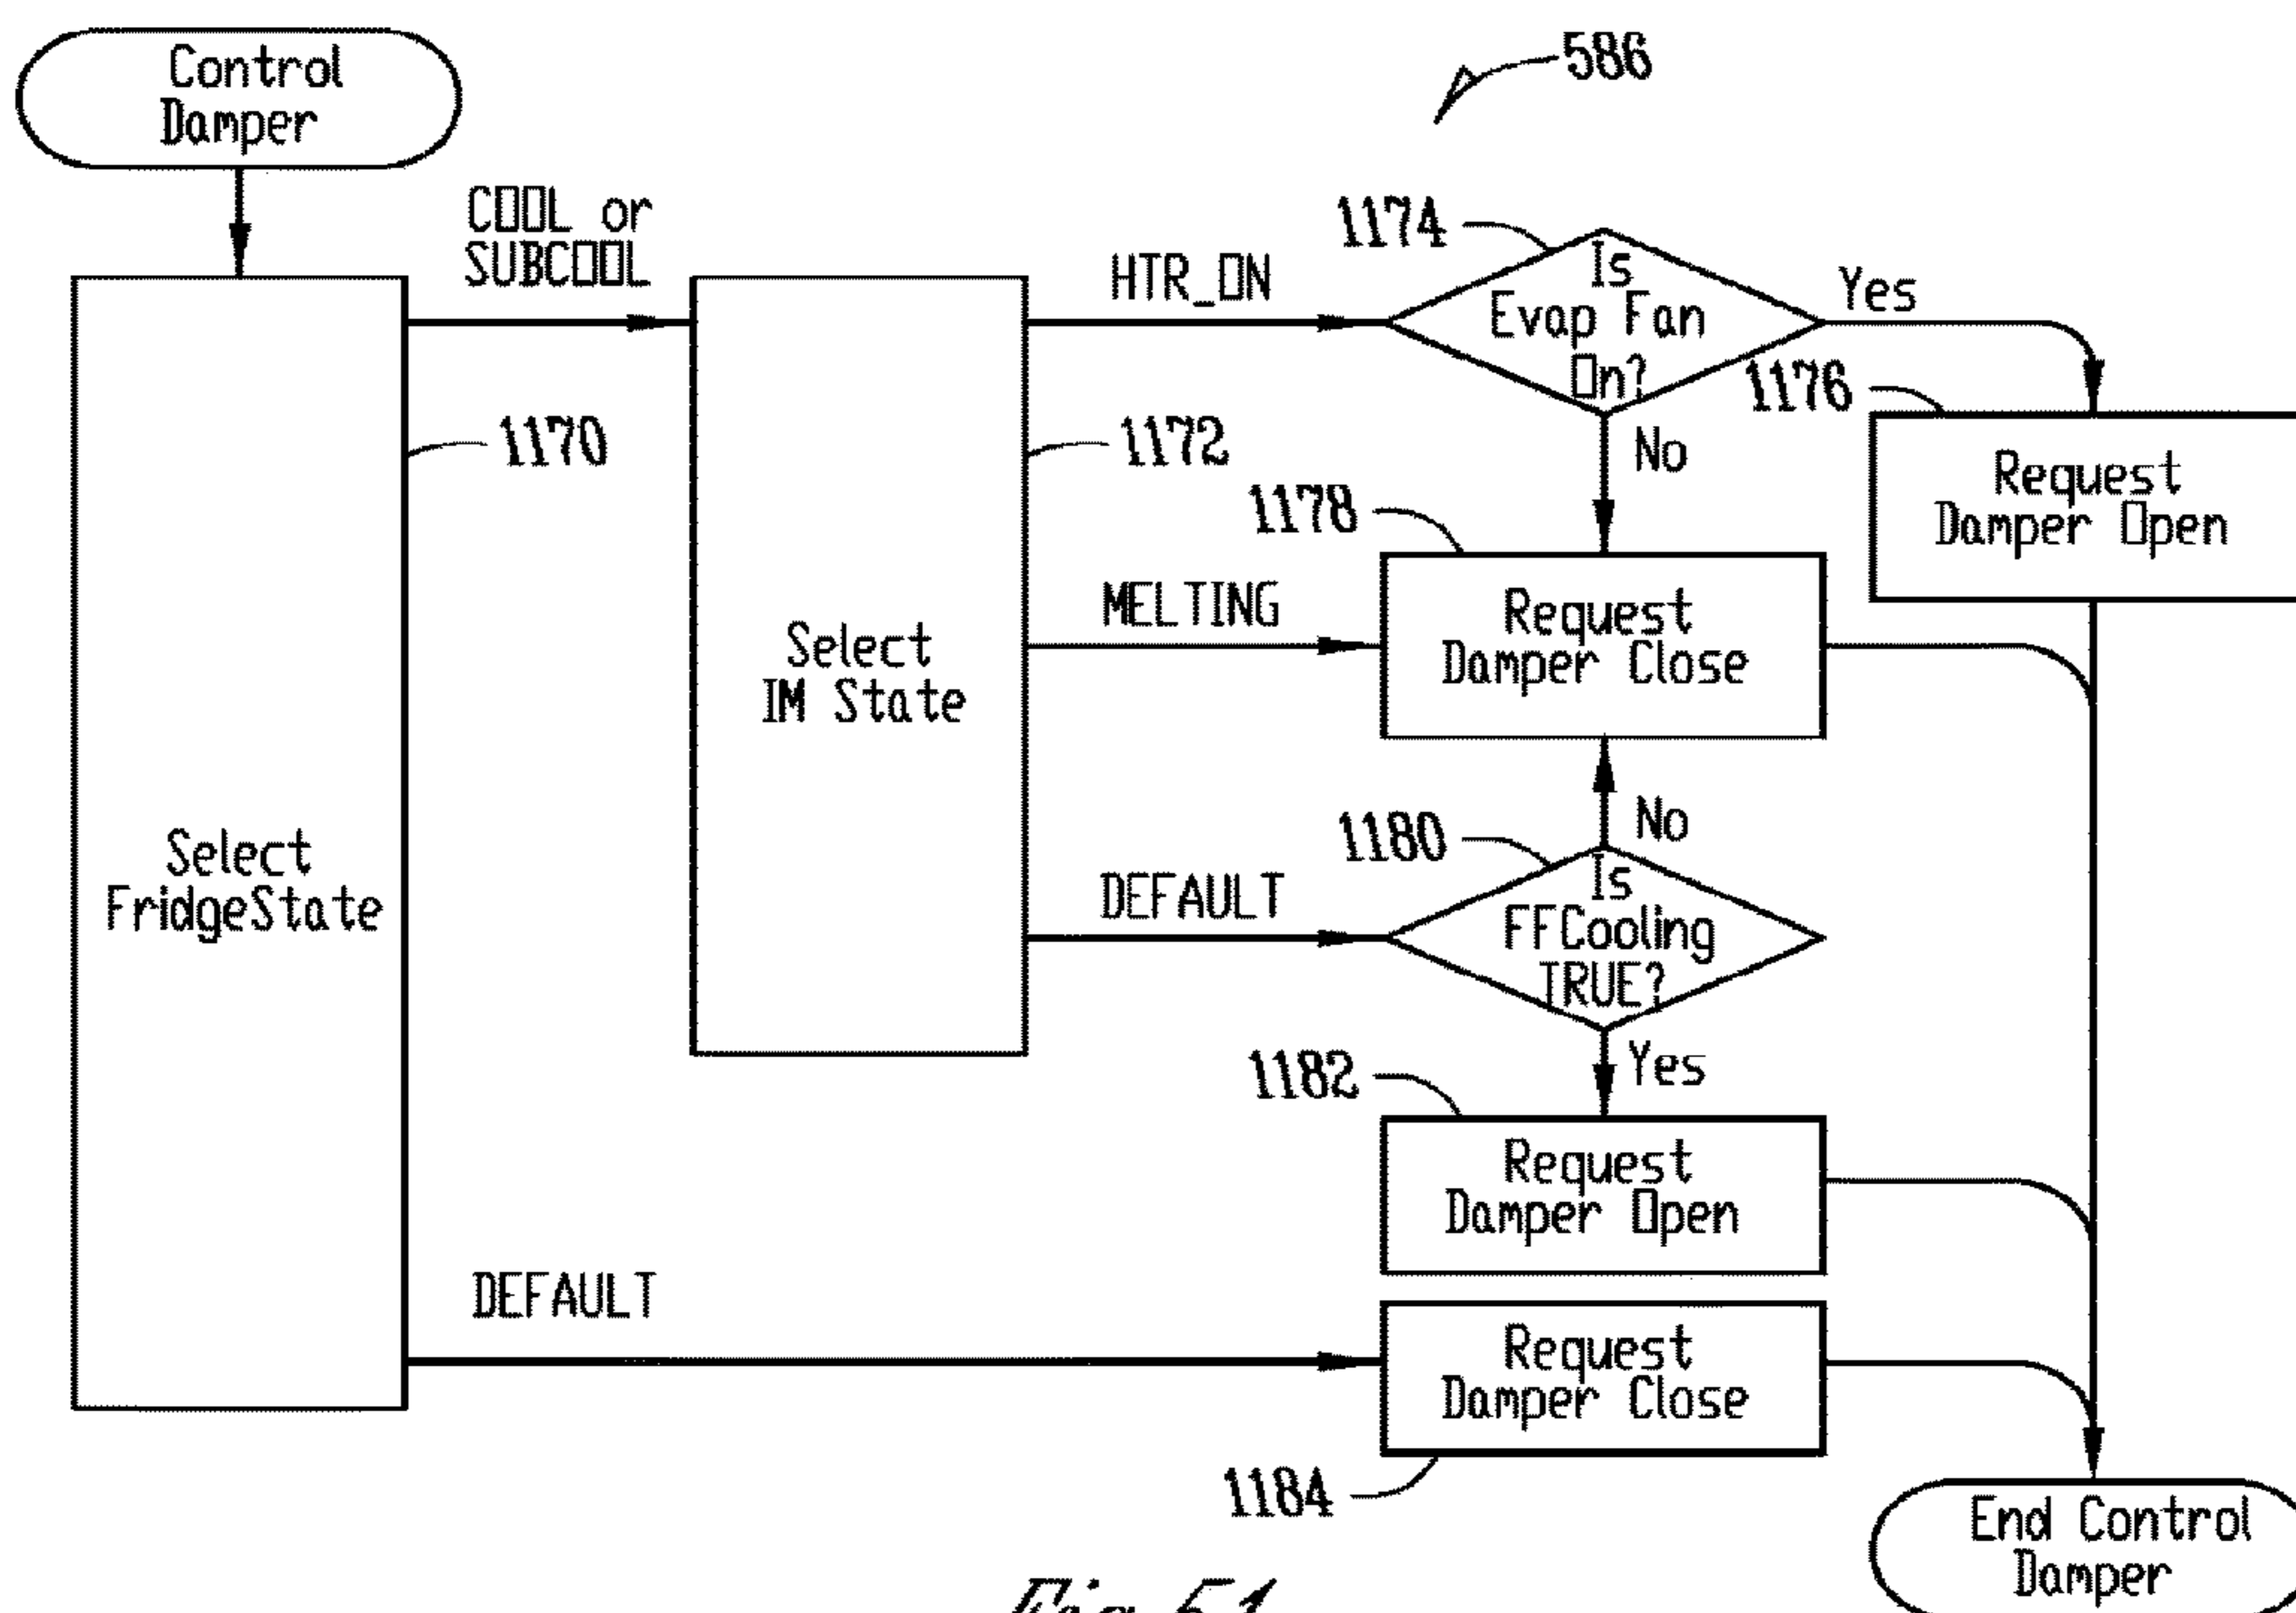 Control
Damper
586
COOL or
SUBCOOL
1170
Select
FridgeState
DEFAULT
1172
Select
IM State
HTR_ON
MELTING
DEFAULT
1174
Is
Evap Fan
On?
Yes
No
1176
Request
Damper Open
1178
Request
Damper Close
No
1180
Is
FFCooling
TRUE?
Yes
1182
Request
Damper Open
Request
Damper Close
1184
End Control
Damper